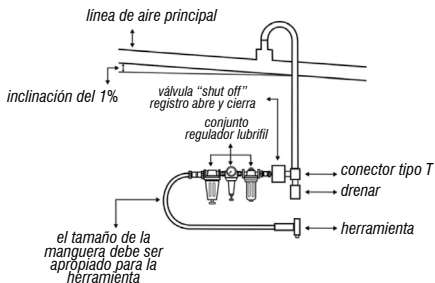 línea de aire principal
inclinación del 1%
válvula “shut off”
registro abre y cierra
conjunto
regulador lubrifil
conector tipo T
drenar
herramienta
el tamaño de la
manguera debe ser
apropiado para la
herramienta